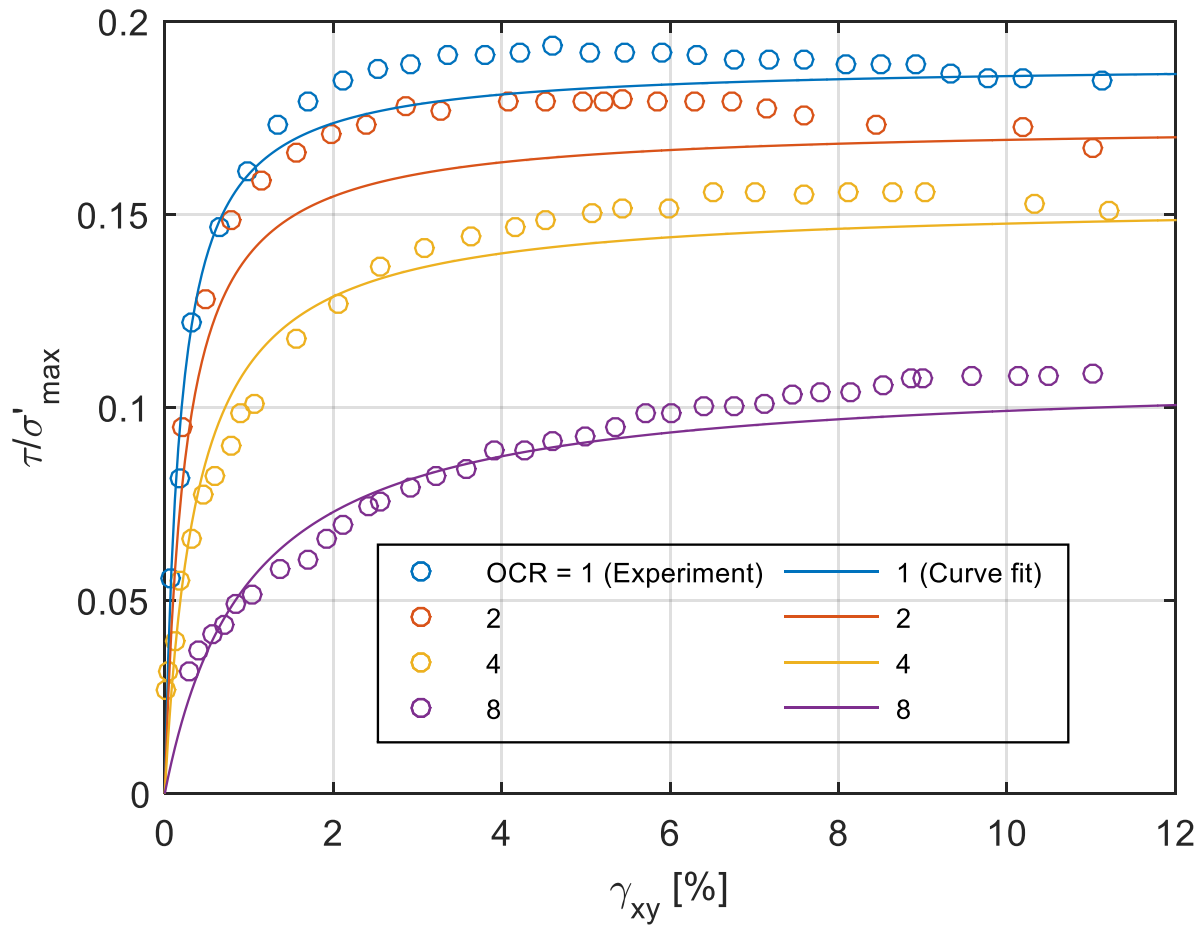 τ/σ'max
0.2
0.15
0.1
0.05
0
OCR = 1 (Experiment) 1 (Curve fit)
2 2
4 4
8 8
0 2 4 6 8 10 12
γxy [%]